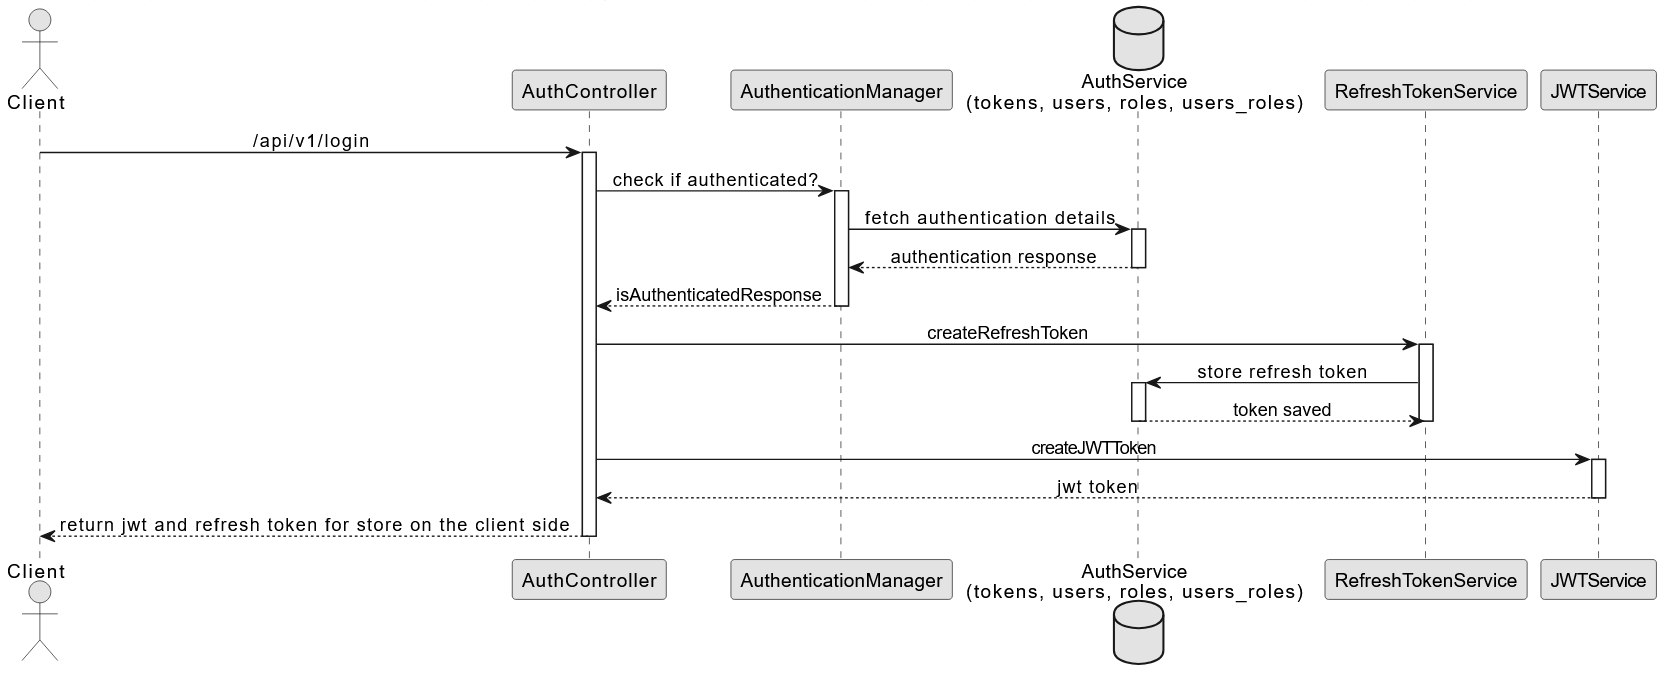 Client
AuthController
AuthenticationManager
AuthService
(tokens, users, roles, users_roles)
RefreshTokenService
JWTService
/api/v1/login
check if authenticated?
fetch authentication details
authentication response
isAuthenticatedResponse
createRefreshToken
store refresh token
token saved
createJWTToken
jwt token
return jwt and refresh token for store on the client side
Client
AuthController
AuthenticationManager
AuthService
(tokens, users, roles, users_roles)
RefreshTokenService
JWTService